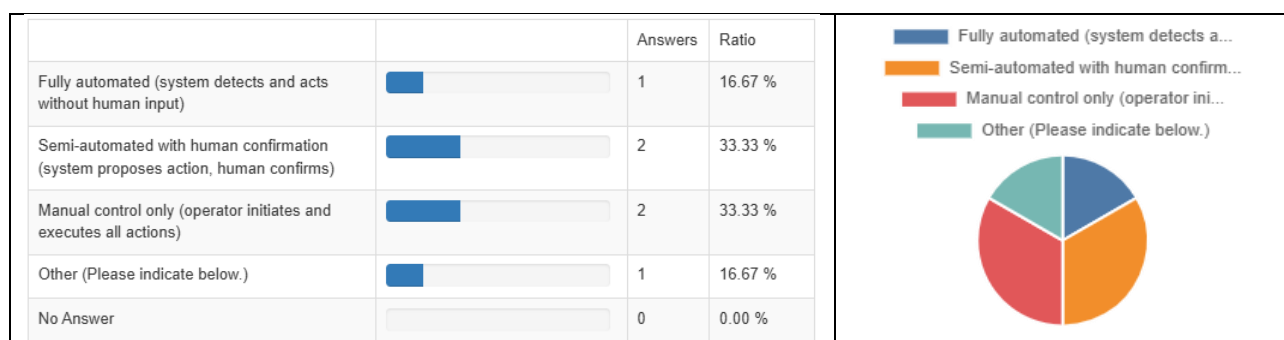 Answers Ratio
Fully automated (system detects and acts
without human input) 1 16.67 %
Semi-automated with human confirmation
(system proposes action, human confirms) 2 33.33 %
Manual control only (operator initiates and
executes all actions) 2 33.33 %
Other (Please indicate below.) 1 16.67 %
No Answer 0 0.00 %
Fully automated (system detects a...
Semi-automated with human confirm...
Manual control only (operator ini...
Other (Please indicate below.)